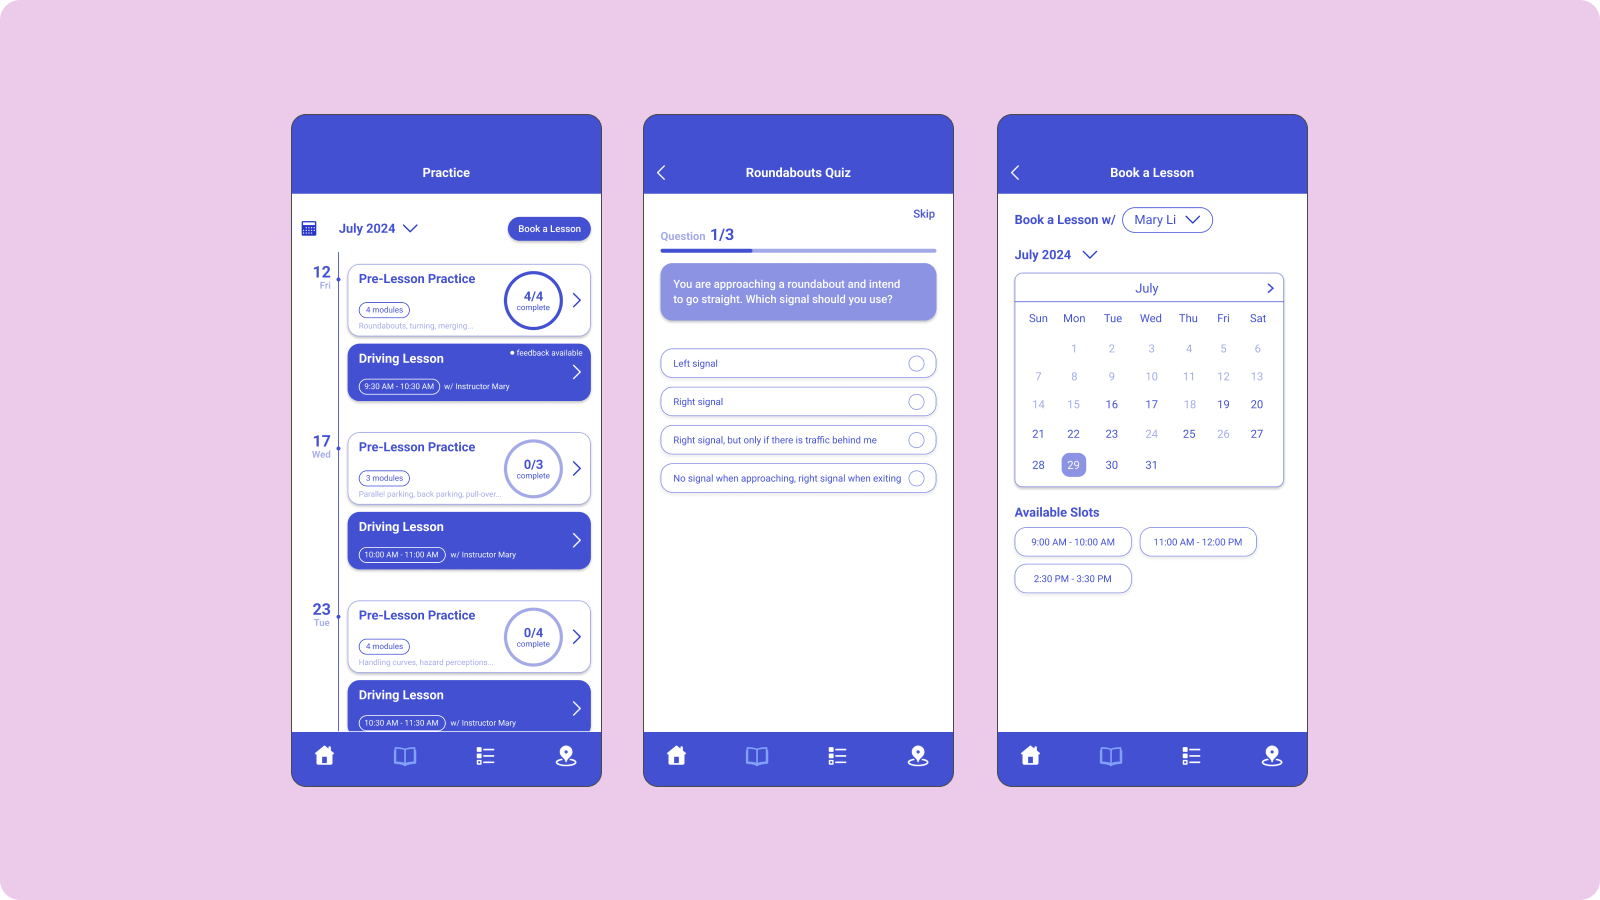 Practice
July 2024
Book a Lesson
12
Fri
Pre-Lesson Practice
4 modules
Roundabouts, turning, merging...
4/4
complete
Driving Lesson
feedback available
9:30 AM - 10:30 AM w/ Instructor Mary
17
Wed
Pre-Lesson Practice
3 modules
Parallel parking, back parking, pull-over...
0/3
complete
Driving Lesson
10:00 AM - 11:00 AM w/ Instructor Mary
23
Tue
Pre-Lesson Practice
4 modules
Handling curves, hazard perceptions...
0/4
complete
Driving Lesson
10:30 AM - 11:30 AM w/ Instructor Mary
Roundabouts Quiz
Skip
Question 1/3
You are approaching a roundabout and intend
to go straight. Which signal should you use?
Left signal
Right signal
Right signal, but only if there is traffic behind me
No signal when approaching, right signal when exiting
Book a Lesson
Book a Lesson w/ Mary Li
July 2024
July
Sun Mon Tue Wed Thu Fri Sat
1 2 3 4 5 6
7 8 9 10 11 12 13
14 15 16 17 18 19 20
21 22 23 24 25 26 27
28 29 30 31
Available Slots
9:00 AM - 10:00 AM 11:00 AM - 12:00 PM
2:30 PM - 3:30 PM